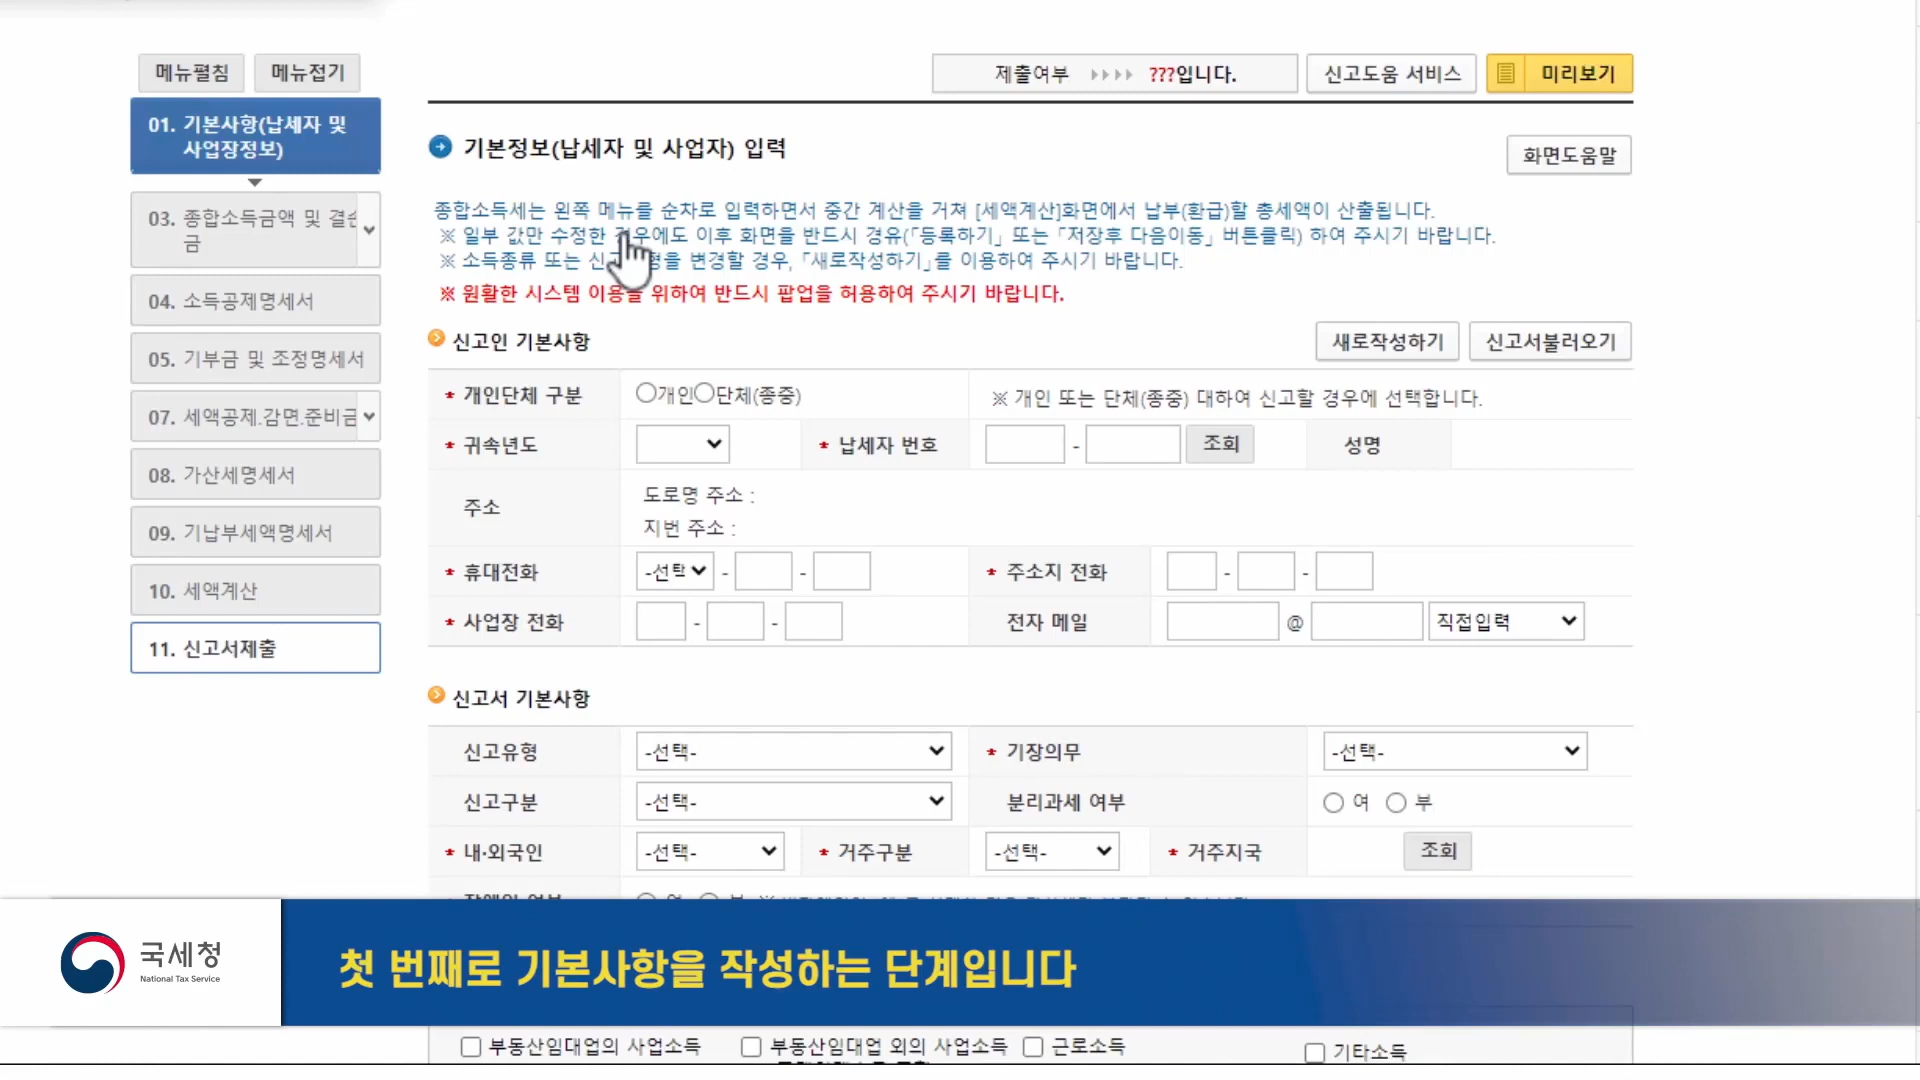 메뉴펼침 메뉴접기
제출여부 ???입니다. 신고도움 서비스 미리보기
01. 기본사항(납세자 및
사업장정보)
03. 종합소득금액 및 결손
금
04. 소득공제명세서
05. 기부금 및 조정명세서
07. 세액공제.감면.준비금
08. 가산세명세서
09. 기납부세액명세서
10. 세액계산
11. 신고서제출
기본정보(납세자 및 사업자) 입력
화면도움말
종합소득세는 왼쪽 메뉴를 순차로 입력하면서 중간 계산을 거쳐 [세액계산]화면에서 납부(환급)할 총세액이 산출됩니다.
※ 일부 값만 수정한 경우에도 이후 화면을 반드시 경유(「등록하기」 또는 「저장후 다음이동」 버튼클릭) 하여 주시기 바랍니다.
※ 소득종류 또는 신고 변경할 경우, 「새로작성하기」를 이용하여 주시기 바랍니다.
※ 원활한 시스템 이용을 위하여 반드시 팝업을 허용하여 주시기 바랍니다.
신고인 기본사항 새로작성하기 신고서불러오기
* 개인단체 구분 개인 단체(종중) ※ 개인 또는 단체(종중) 대하여 신고할 경우에 선택합니다.
* 귀속년도 * 납세자 번호 - 조회 성명
주소 도로명 주소 :
지번 주소 :
* 휴대전화 -선택 - - * 주소지 전화 - -
* 사업장 전화 - - 전자 메일 @ 직접입력
신고서 기본사항
신고유형 -선택- * 기장의무 -선택-
신고구분 -선택- 분리과세 여부 여 부
* 내·외국인 -선택- * 거주구분 -선택- * 거주지국 조회
국세청
National Tax Service
첫 번째로 기본사항을 작성하는 단계입니다
부동산임대업의 사업소득 부동산임대업 외의 사업소득 근로소득 기타소득